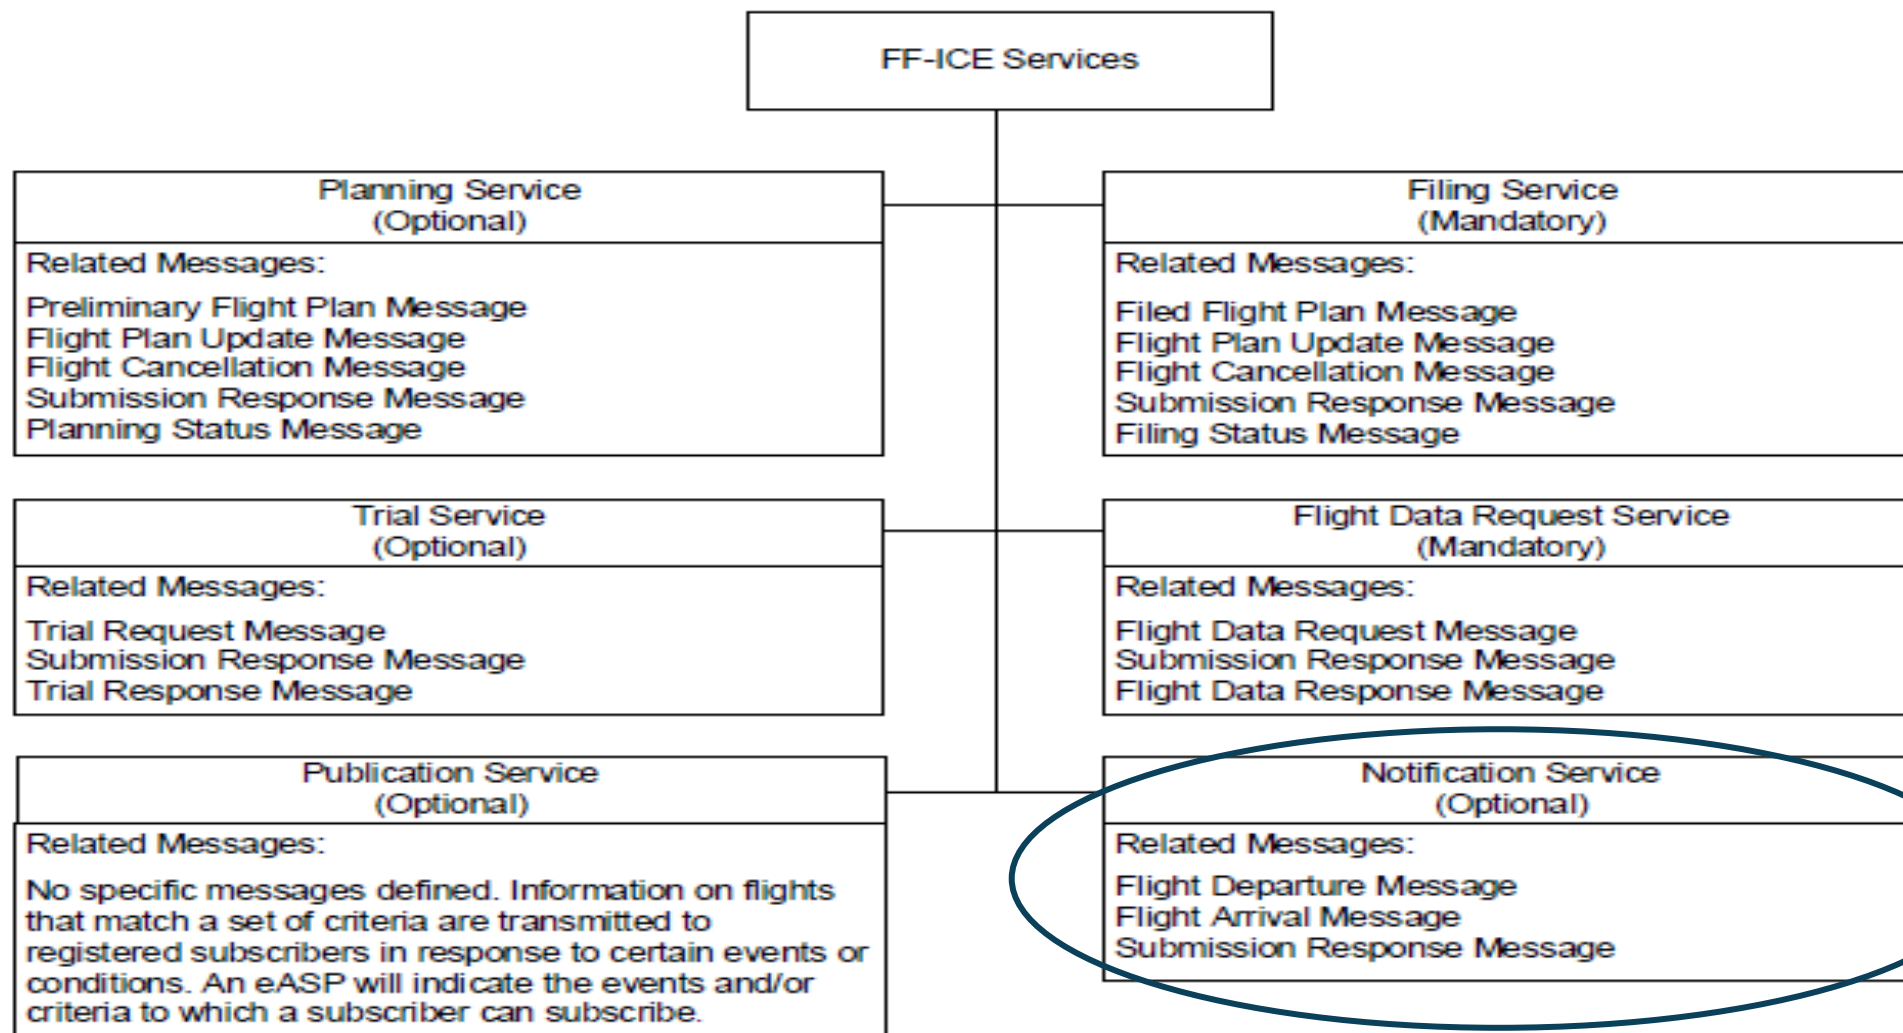 FF-ICE Services
Planning Service
(Optional)
Related Messages:
Preliminary Flight Plan Message
Flight Plan Update Message
Flight Cancellation Message
Submission Response Message
Planning Status Message
Filing Service
(Mandatory)
Related Messages:
Filed Flight Plan Message
Flight Plan Update Message
Flight Cancellation Message
Submission Response Message
Filing Status Message
Trial Service
(Optional)
Related Messages:
Trial Request Message
Submission Response Message
Trial Response Message
Flight Data Request Service
(Mandatory)
Related Messages:
Flight Data Request Message
Submission Response Message
Flight Data Response Message
Publication Service
(Optional)
Related Messages:
No specific messages defined. Information on flights
that match a set of criteria are transmitted to
registered subscribers in response to certain events or
conditions. An eASP will indicate the events and/or
criteria to which a subscriber can subscribe.
Notification Service
(Optional)
Related Messages:
Flight Departure Message
Flight Arrival Message
Submission Response Message